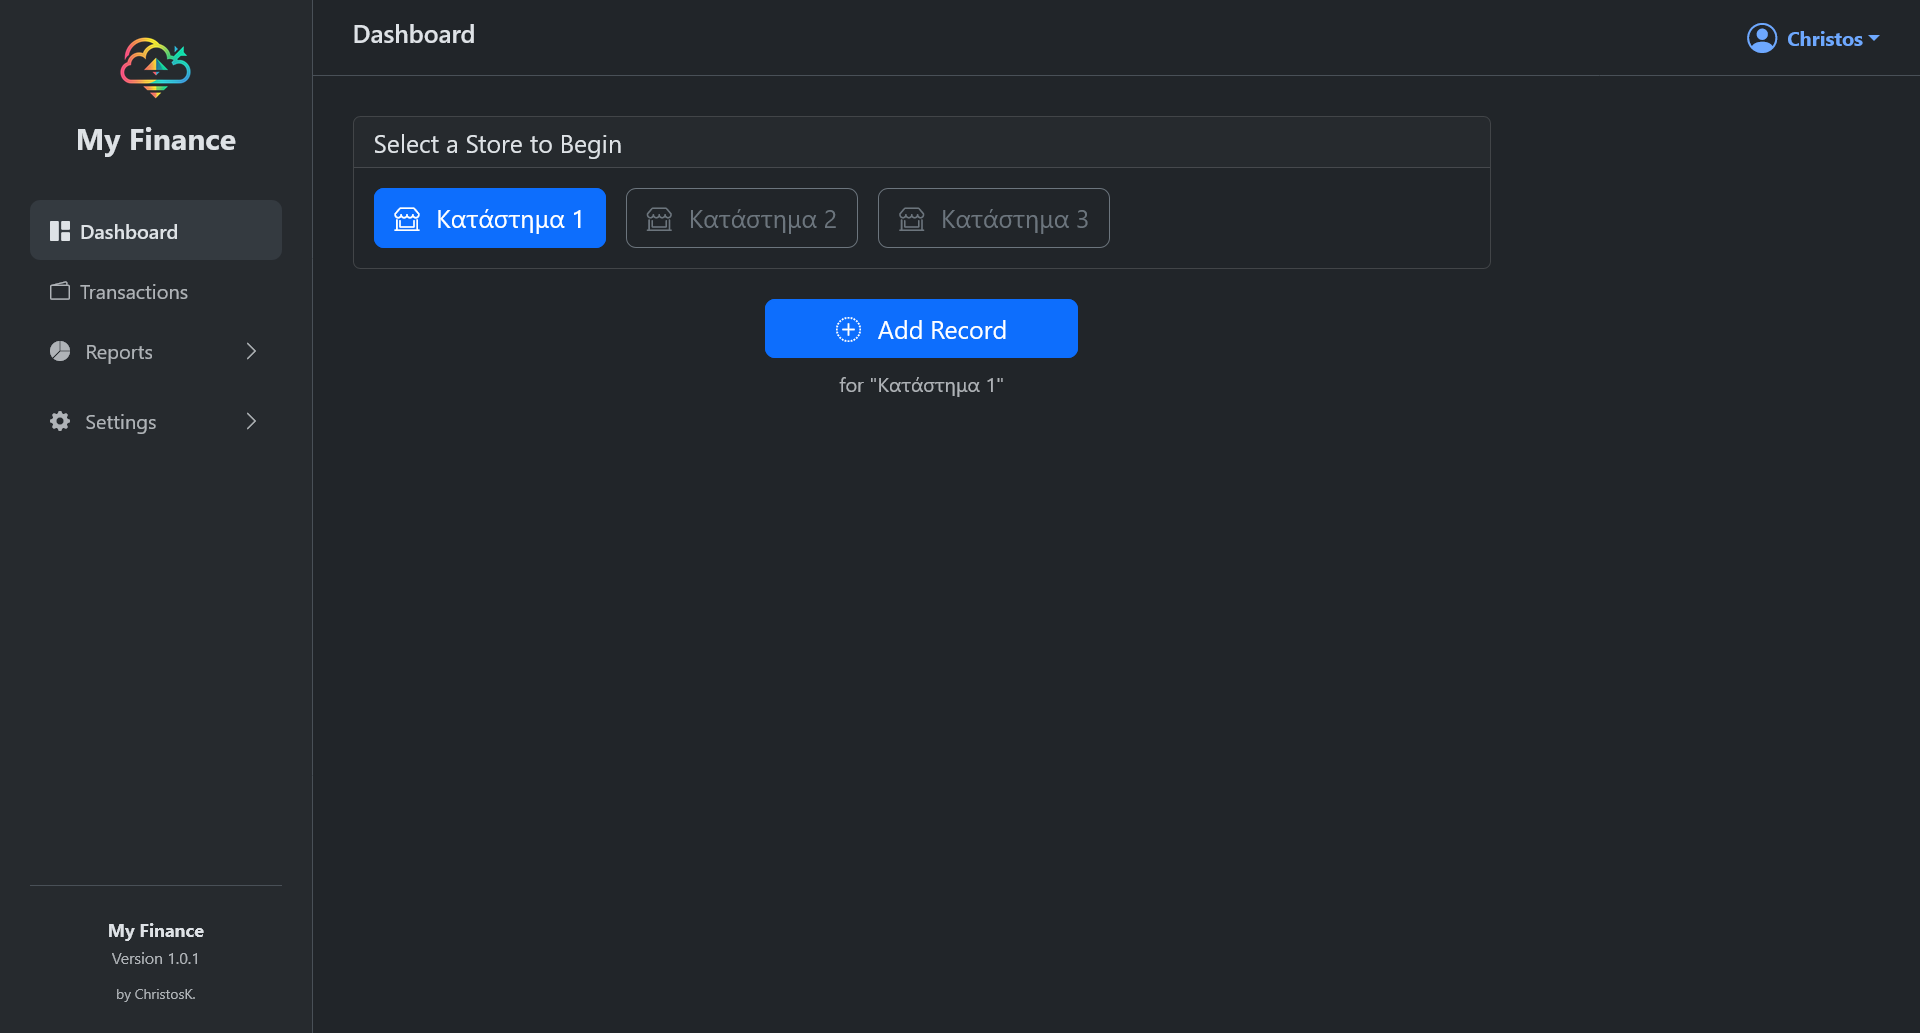 My Finance
Dashboard
Transactions
Reports
Settings
My Finance
Version 1.0.1
by ChristosK.
Dashboard
Christos
Select a Store to Begin
Κατάστημα 1
Κατάστημα 2
Κατάστημα 3
Add Record
for "Κατάστημα 1"